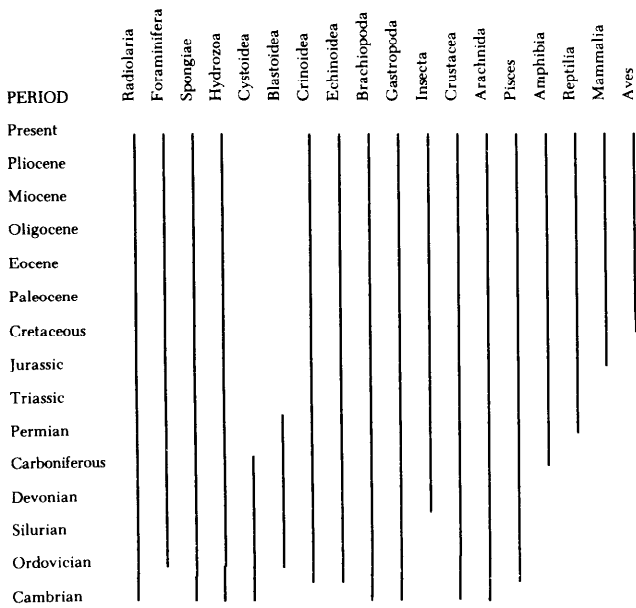 Radiolaria
Foraminifera
Spongiae
Hydrozoa
Cystoidea
Blastoidea
Crinoidea
Echinoidea
Brachiopoda
Gastropoda
Insecta
Crustacea
Arachnida
Pisces
Amphibia
Reptilia
Mammalia
Aves
PERIOD
Present
Pliocene
Miocene
Oligocene
Eocene
Paleocene
Cretaceous
Jurassic
Triassic
Permian
Carboniferous
Devonian
Silurian
Ordovician
Cambrian